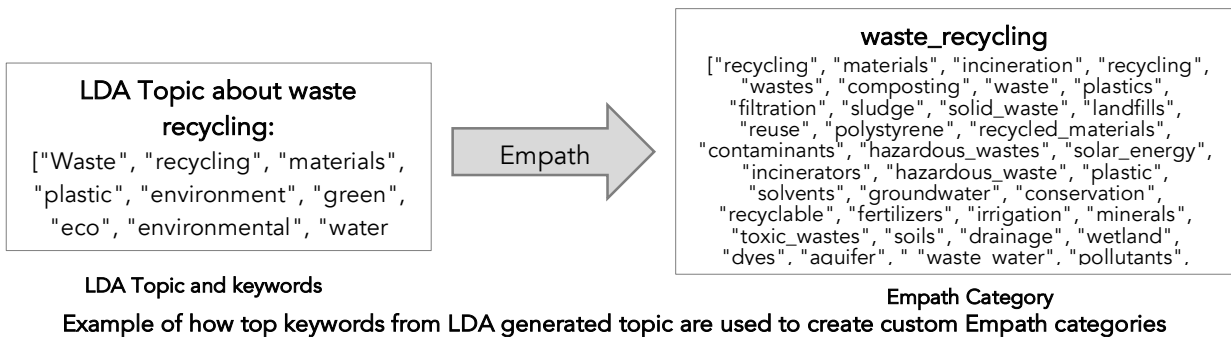 LDA Topic about waste
recycling:
["Waste", "recycling", "materials",
"plastic", "environment", "green",
"eco", "environmental", "water
LDA Topic and keywords
Empath
waste_recycling
["recycling", "materials", "incineration", "recycling",
"wastes", "composting", "waste", "plastics",
"filtration", "sludge", "solid_waste", "landfills",
"reuse", "polystyrene", "recycled_materials",
"contaminants", "hazardous_wastes", "solar_energy",
"incinerators", "hazardous_waste", "plastic",
"solvents", "groundwater", "conservation",
"recyclable", "fertilizers", "irrigation", "minerals",
"toxic_wastes", "soils", "drainage", "wetland",
"dyes", "aquifer", " "waste_water", "pollutants",
Empath Category
Example of how top keywords from LDA generated topic are used to create custom Empath categories